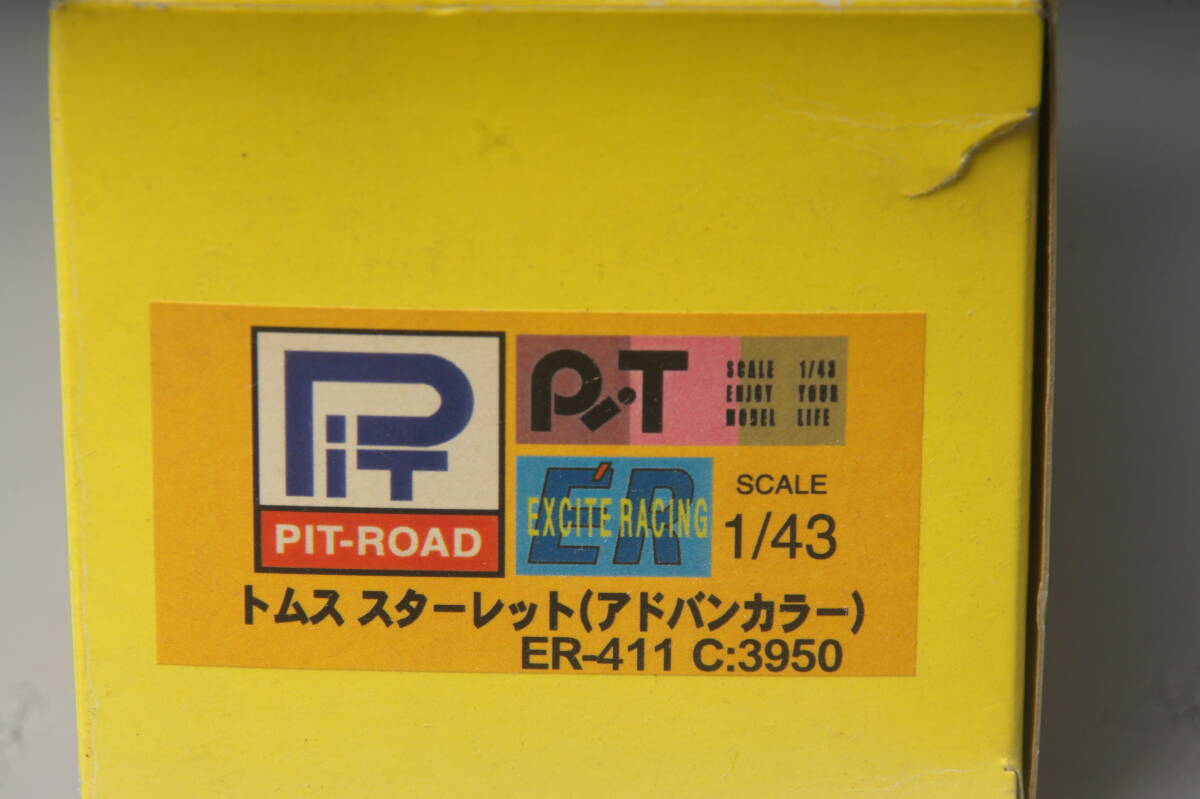 PiT
PIT-ROAD
PiT
SCALE 1/43
ENJOY YOUR
MODEL LIFE
E'R
EXCITE RACING
SCALE
1/43
トムス スターレット(アドバンカラー)
ER-411 C:3950